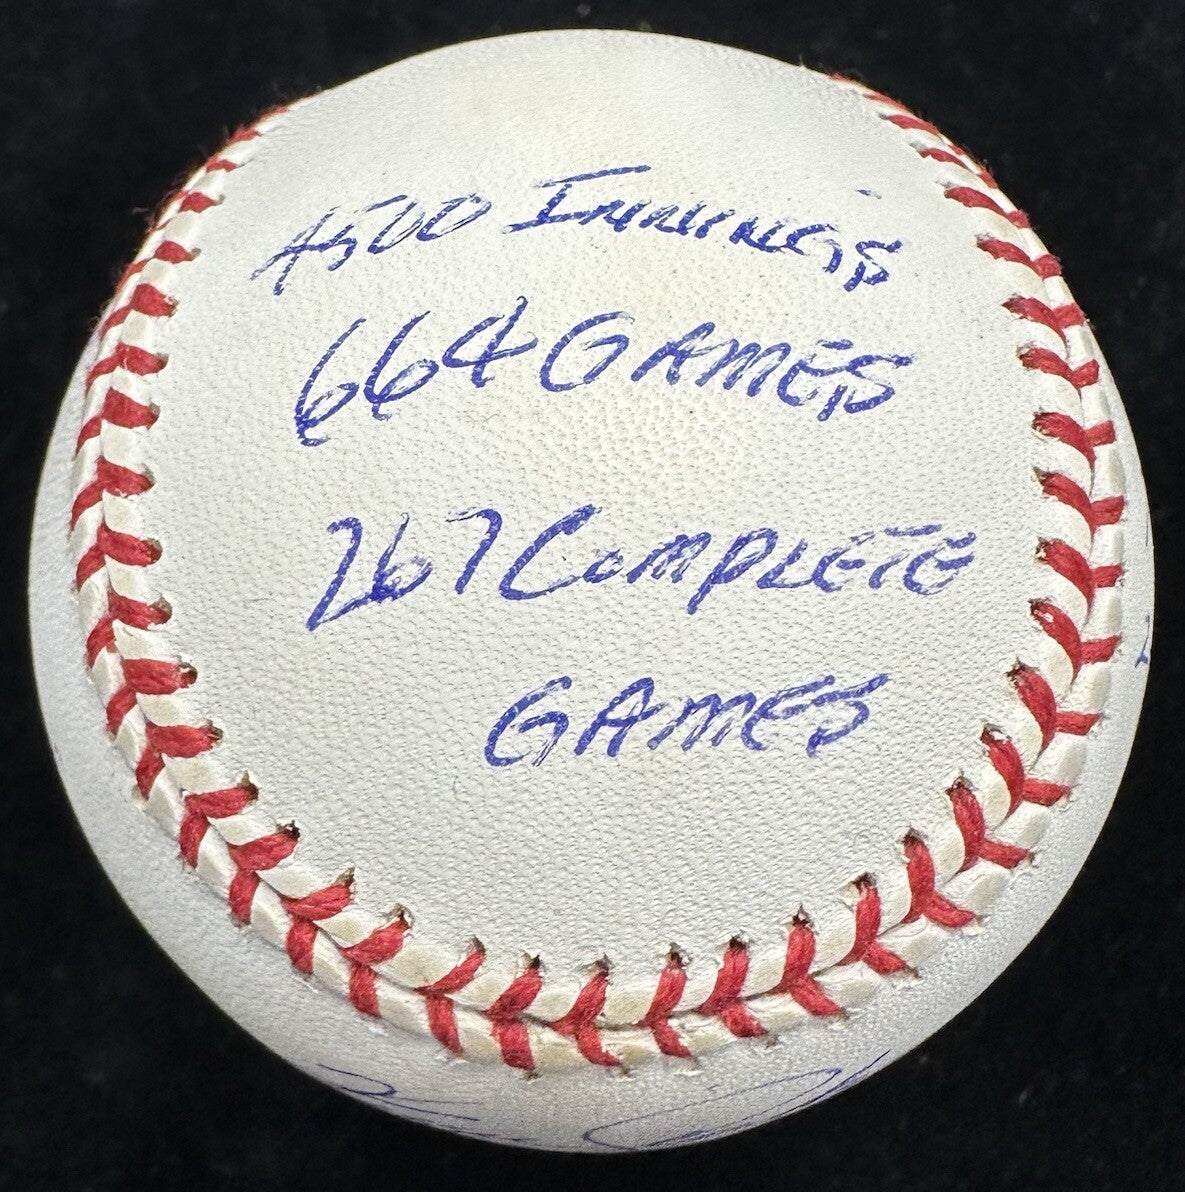 4500 INNINGS
664 GAMES
267 COMPLETE
GAMES